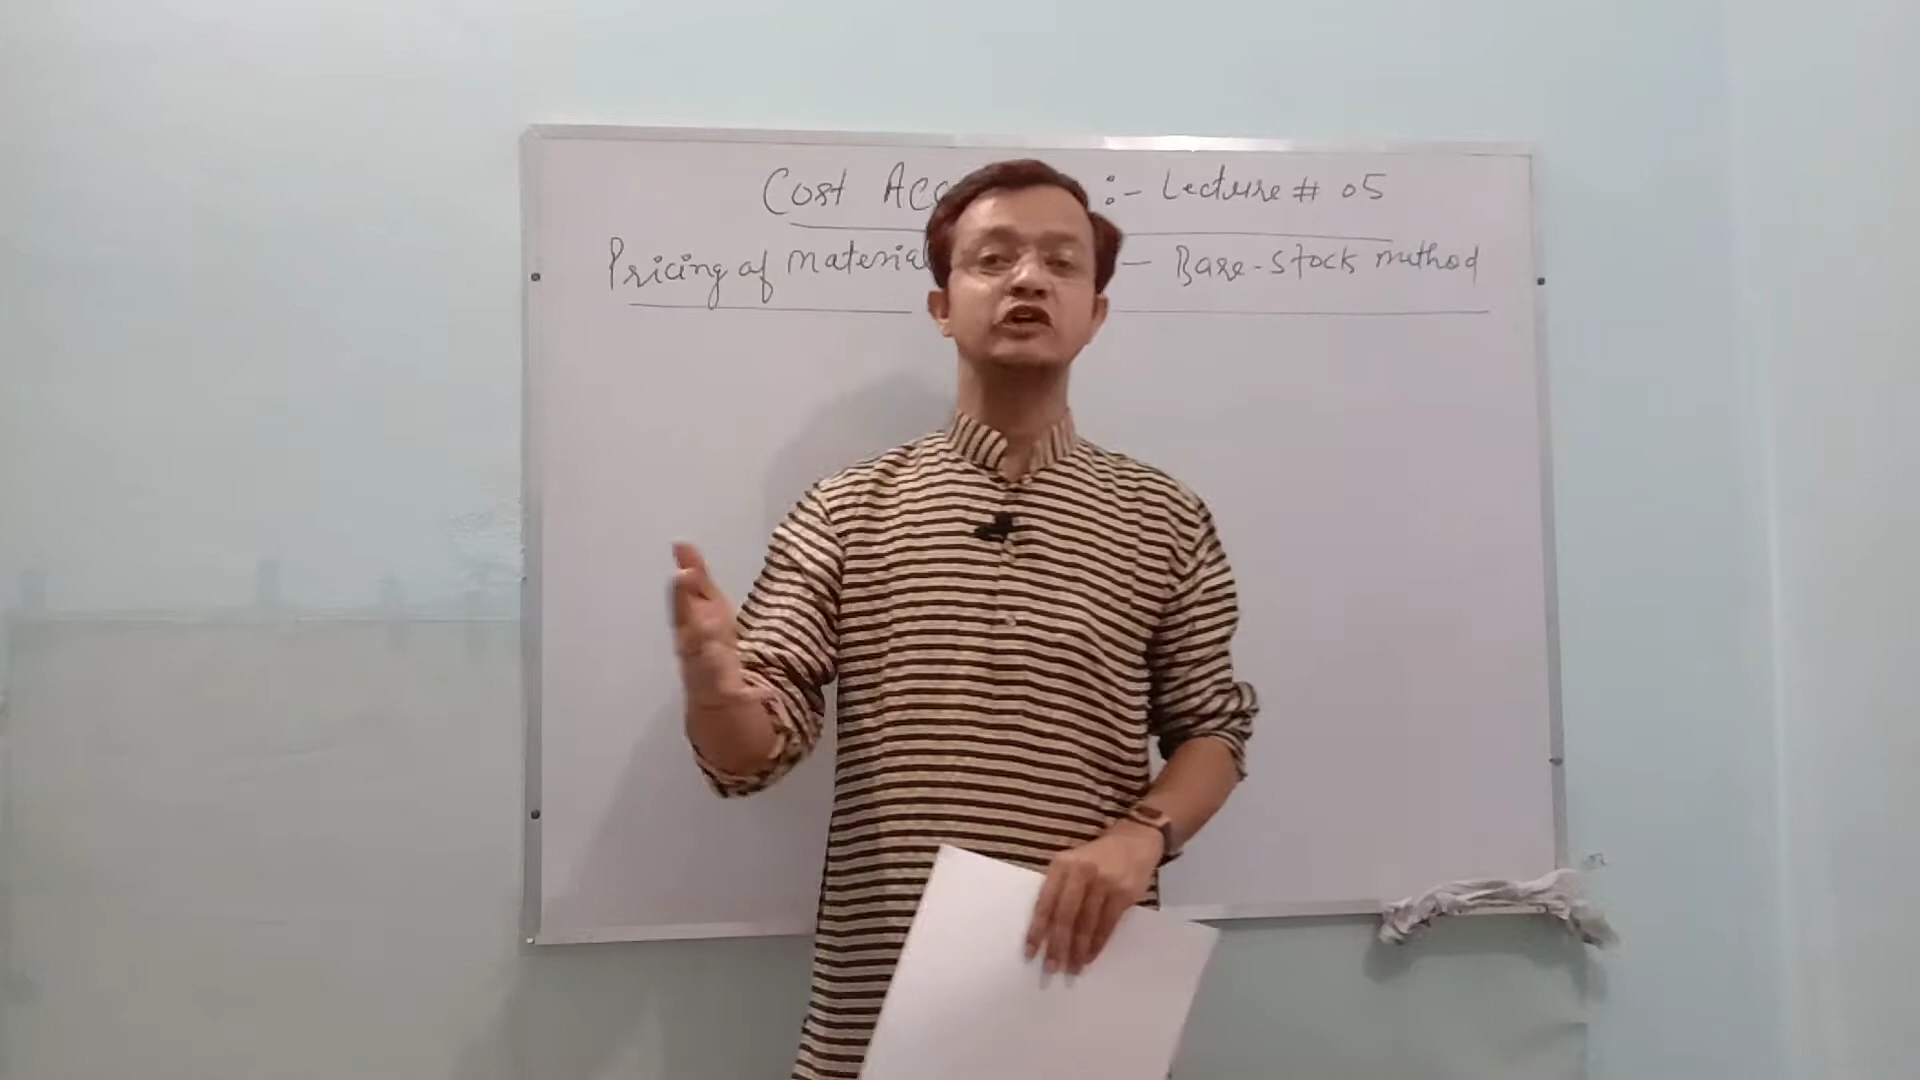 Cost Acc :- Lecture # 05
Pricing of material — Base-stock method